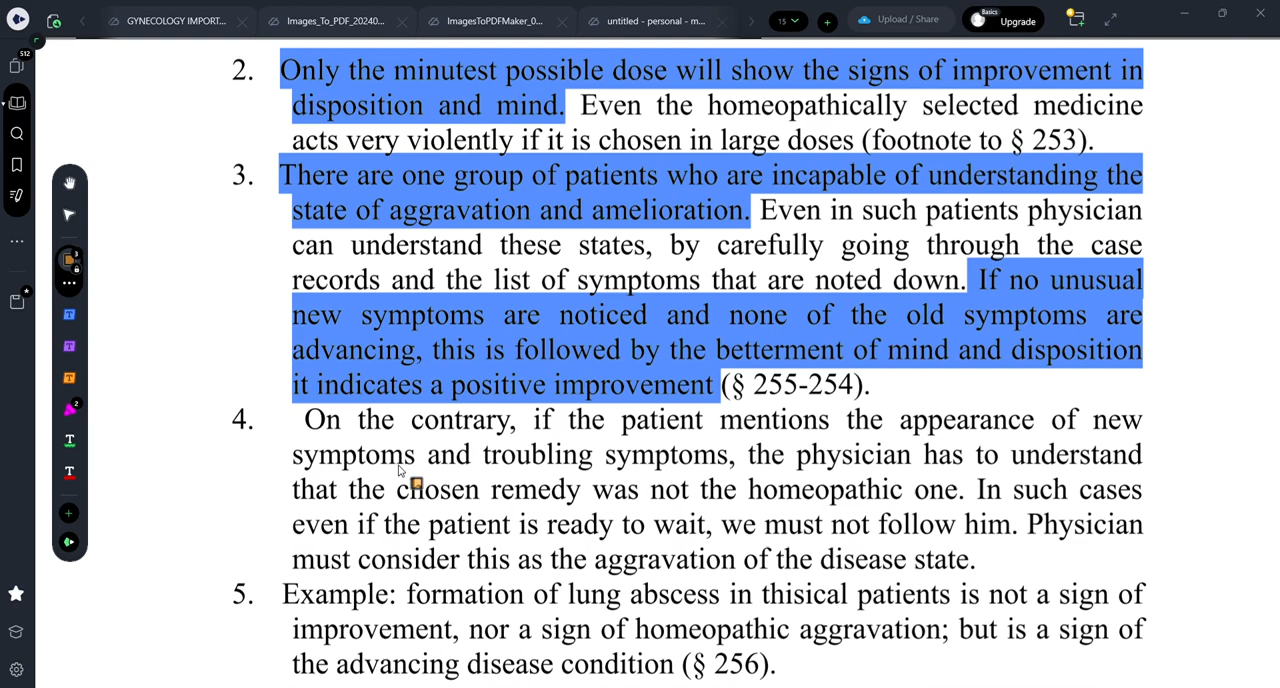 GYNECOLOGY IMPORT...
Images_To_PDF_20240...
ImagesToPDFMaker_0...
untitled - personal - m...
15
Upload / Share
Basics
Upgrade
512
2. Only the minutest possible dose will show the signs of improvement in
disposition and mind. Even the homeopathically selected medicine
acts very violently if it is chosen in large doses (footnote to § 253).
3. There are one group of patients who are incapable of understanding the
state of aggravation and amelioration. Even in such patients physician
can understand these states, by carefully going through the case
records and the list of symptoms that are noted down. If no unusual
new symptoms are noticed and none of the old symptoms are
advancing, this is followed by the betterment of mind and disposition
it indicates a positive improvement (§ 255-254).
4. On the contrary, if the patient mentions the appearance of new
symptoms and troubling symptoms, the physician has to understand
that the chosen remedy was not the homeopathic one. In such cases
even if the patient is ready to wait, we must not follow him. Physician
must consider this as the aggravation of the disease state.
5. Example: formation of lung abscess in thisical patients is not a sign of
improvement, nor a sign of homeopathic aggravation; but is a sign of
the advancing disease condition (§ 256).
3
T
T
T
2
T
T